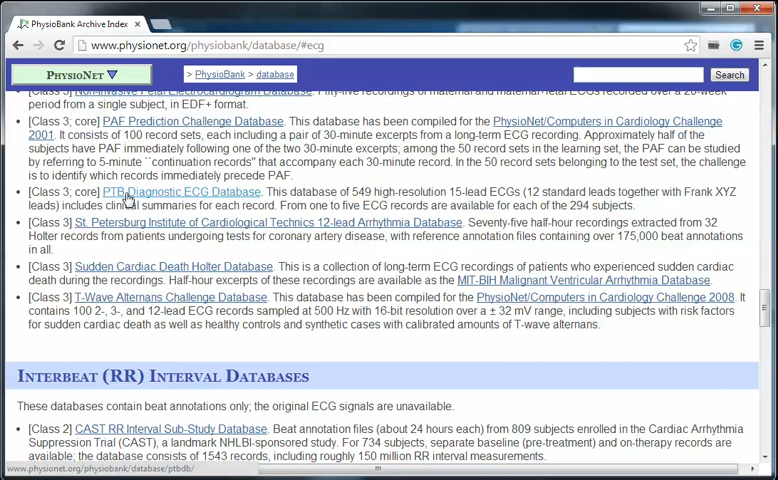 PhysioBank Archive Index
www.physionet.org/physiobank/database/#ecg
PHYSIONET
> PhysioBank > database
Search
[Class 3] Noninvasive Fetal Electrocardiogram Database. Fifty-five recordings of maternal and maternal-fetal ECGs recorded over a 20-week
period from a single subject, in EDF+ format.
[Class 3; core] PAF Prediction Challenge Database. This database has been compiled for the PhysioNet/Computers in Cardiology Challenge
2001. It consists of 100 record sets, each including a pair of 30-minute excerpts from a long-term ECG recording. Approximately half of the
subjects have PAF immediately following one of the two 30-minute excerpts; among the 50 record sets in the learning set, the PAF can be studied
by referring to 5-minute ``continuation records'' that accompany each 30-minute record. In the 50 record sets belonging to the test set, the challenge
is to identify which records immediately precede PAF.
[Class 3; core] PTB Diagnostic ECG Database. This database of 549 high-resolution 15-lead ECGs (12 standard leads together with Frank XYZ
leads) includes clinical summaries for each record. From one to five ECG records are available for each of the 294 subjects.
[Class 3] St. Petersburg Institute of Cardiological Technics 12-lead Arrhythmia Database. Seventy-five half-hour recordings extracted from 32
Holter records from patients undergoing tests for coronary artery disease, with reference annotation files containing over 175,000 beat annotations
in all.
[Class 3] Sudden Cardiac Death Holter Database. This is a collection of long-term ECG recordings of patients who experienced sudden cardiac
death during the recordings. Half-hour excerpts of these recordings are available as the MIT-BIH Malignant Ventricular Arrhythmia Database.
[Class 3] T-Wave Alternans Challenge Database. This database has been compiled for the PhysioNet/Computers in Cardiology Challenge 2008. It
contains 100 2-, 3-, and 12-lead ECG records sampled at 500 Hz with 16-bit resolution over a ± 32 mV range, including subjects with risk factors
for sudden cardiac death as well as healthy controls and synthetic cases with calibrated amounts of T-wave alternans.
INTERBEAT (RR) INTERVAL DATABASES
These databases contain beat annotations only; the original ECG signals are unavailable.
[Class 2] CAST RR Interval Sub-Study Database. Beat annotation files (about 24 hours each) from 809 subjects enrolled in the Cardiac Arrhythmia
Suppression Trial (CAST), a landmark NHLBI-sponsored study. For 734 subjects, separate baseline (pre-treatment) and on-therapy records are
available; the database consists of 1543 records, including roughly 150 million RR interval measurements.
www.physionet.org/physiobank/database/ptbdb/